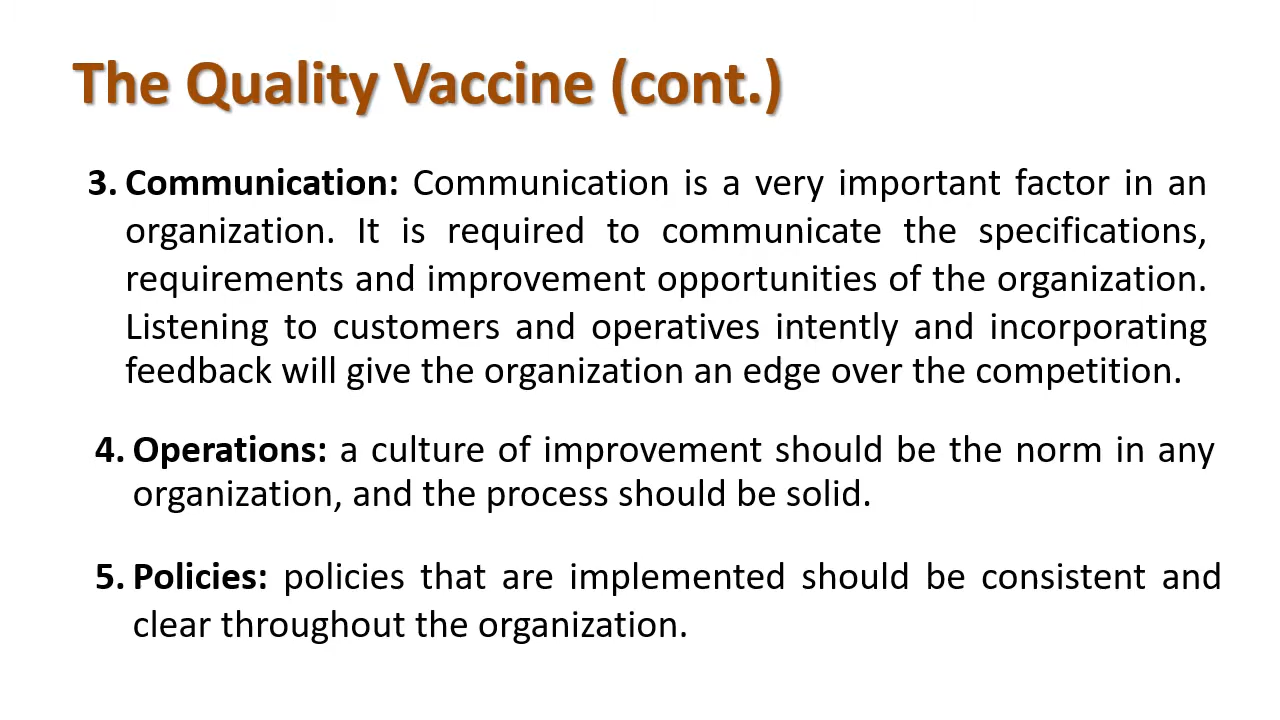 The Quality Vaccine (cont.)
3. Communication: Communication is a very important factor in an
organization. It is required to communicate the specifications,
requirements and improvement opportunities of the organization.
Listening to customers and operatives intently and incorporating
feedback will give the organization an edge over the competition.
4. Operations: a culture of improvement should be the norm in any
organization, and the process should be solid.
5. Policies: policies that are implemented should be consistent and
clear throughout the organization.